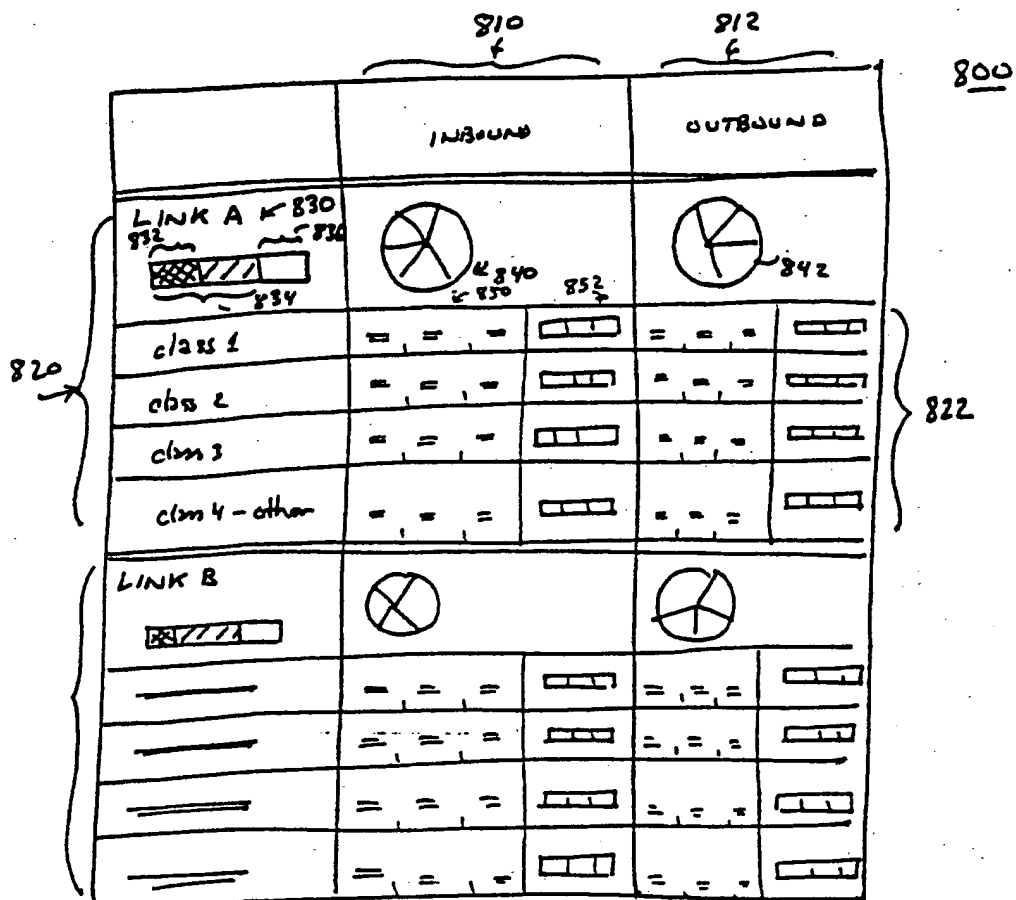 810 812
800
INBOUND OUTBOUND
LINK A 830
832 836
840 842
850 852
834
class 1
820
class 2
822
class 3
class 4 - other
LINK B